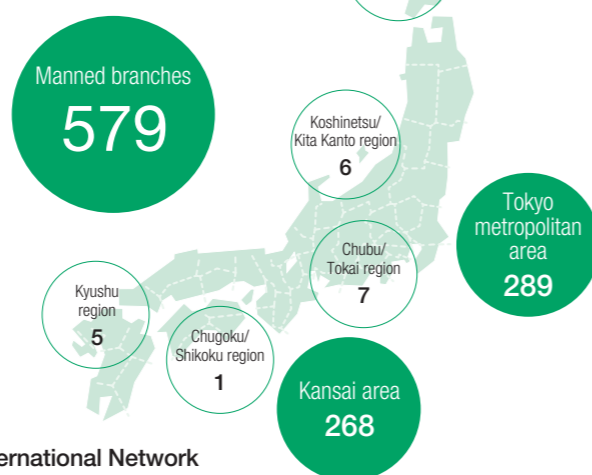 Manned branches
579
Koshinetsu/
Kita Kanto region
6
Tokyo
metropolitan
area
289
Chubu/
Tokai region
7
Kyushu
region
5
Chugoku/
Shikoku region
1
Kansai area
268
ernational Network